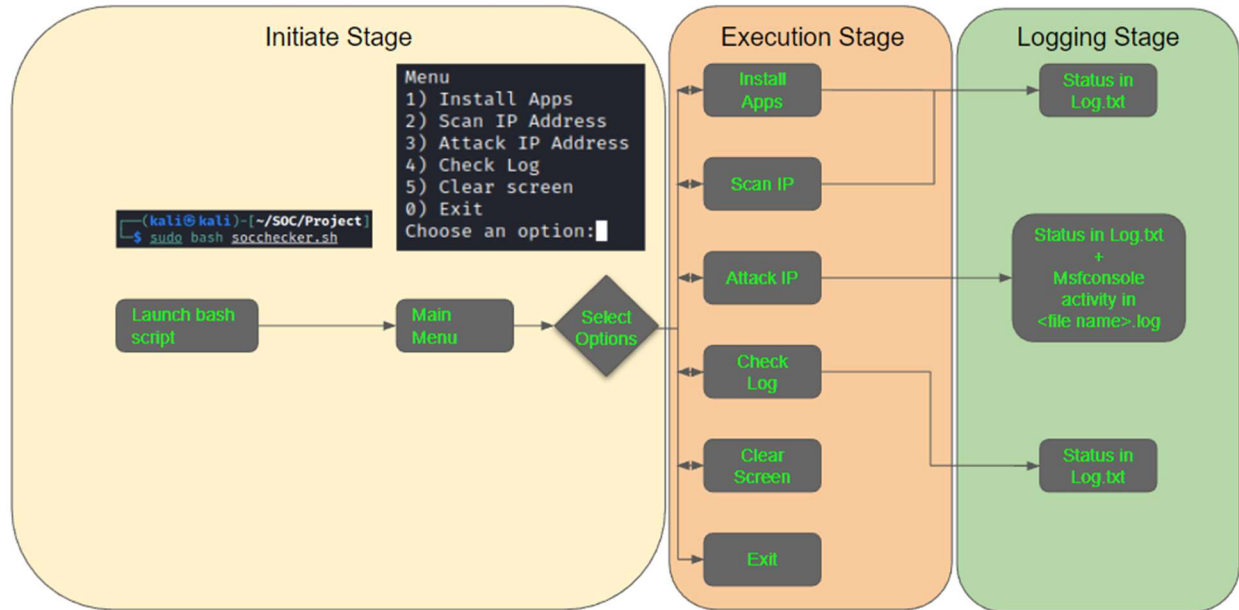 Initiate Stage
Menu
1) Install Apps
2) Scan IP Address
3) Attack IP Address
4) Check Log
5) Clear screen
0) Exit
Choose an option:
(kali㉿kali)-[~/SOC/Project]
$ sudo bash socchecker.sh
Launch bash
script
Main
Menu
Select
Options
Execution Stage
Install
Apps
Scan IP
Attack IP
Check
Log
Clear
Screen
Exit
Logging Stage
Status in
Log.txt
Status in Log.txt
+
Msfconsole
activity in
<file name>.log
Status in
Log.txt